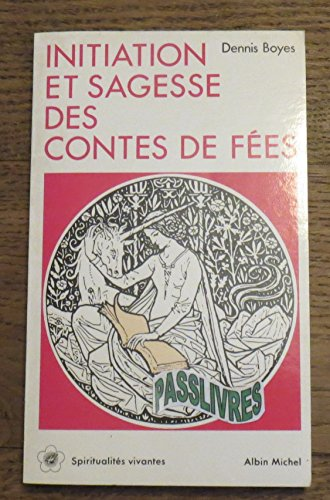 INITIATION
Dennis Boyes
ET SAGESSE
DES
CONTES DE FÉES
PASSLIVRES
Spiritualités vivantes
Albin Michel